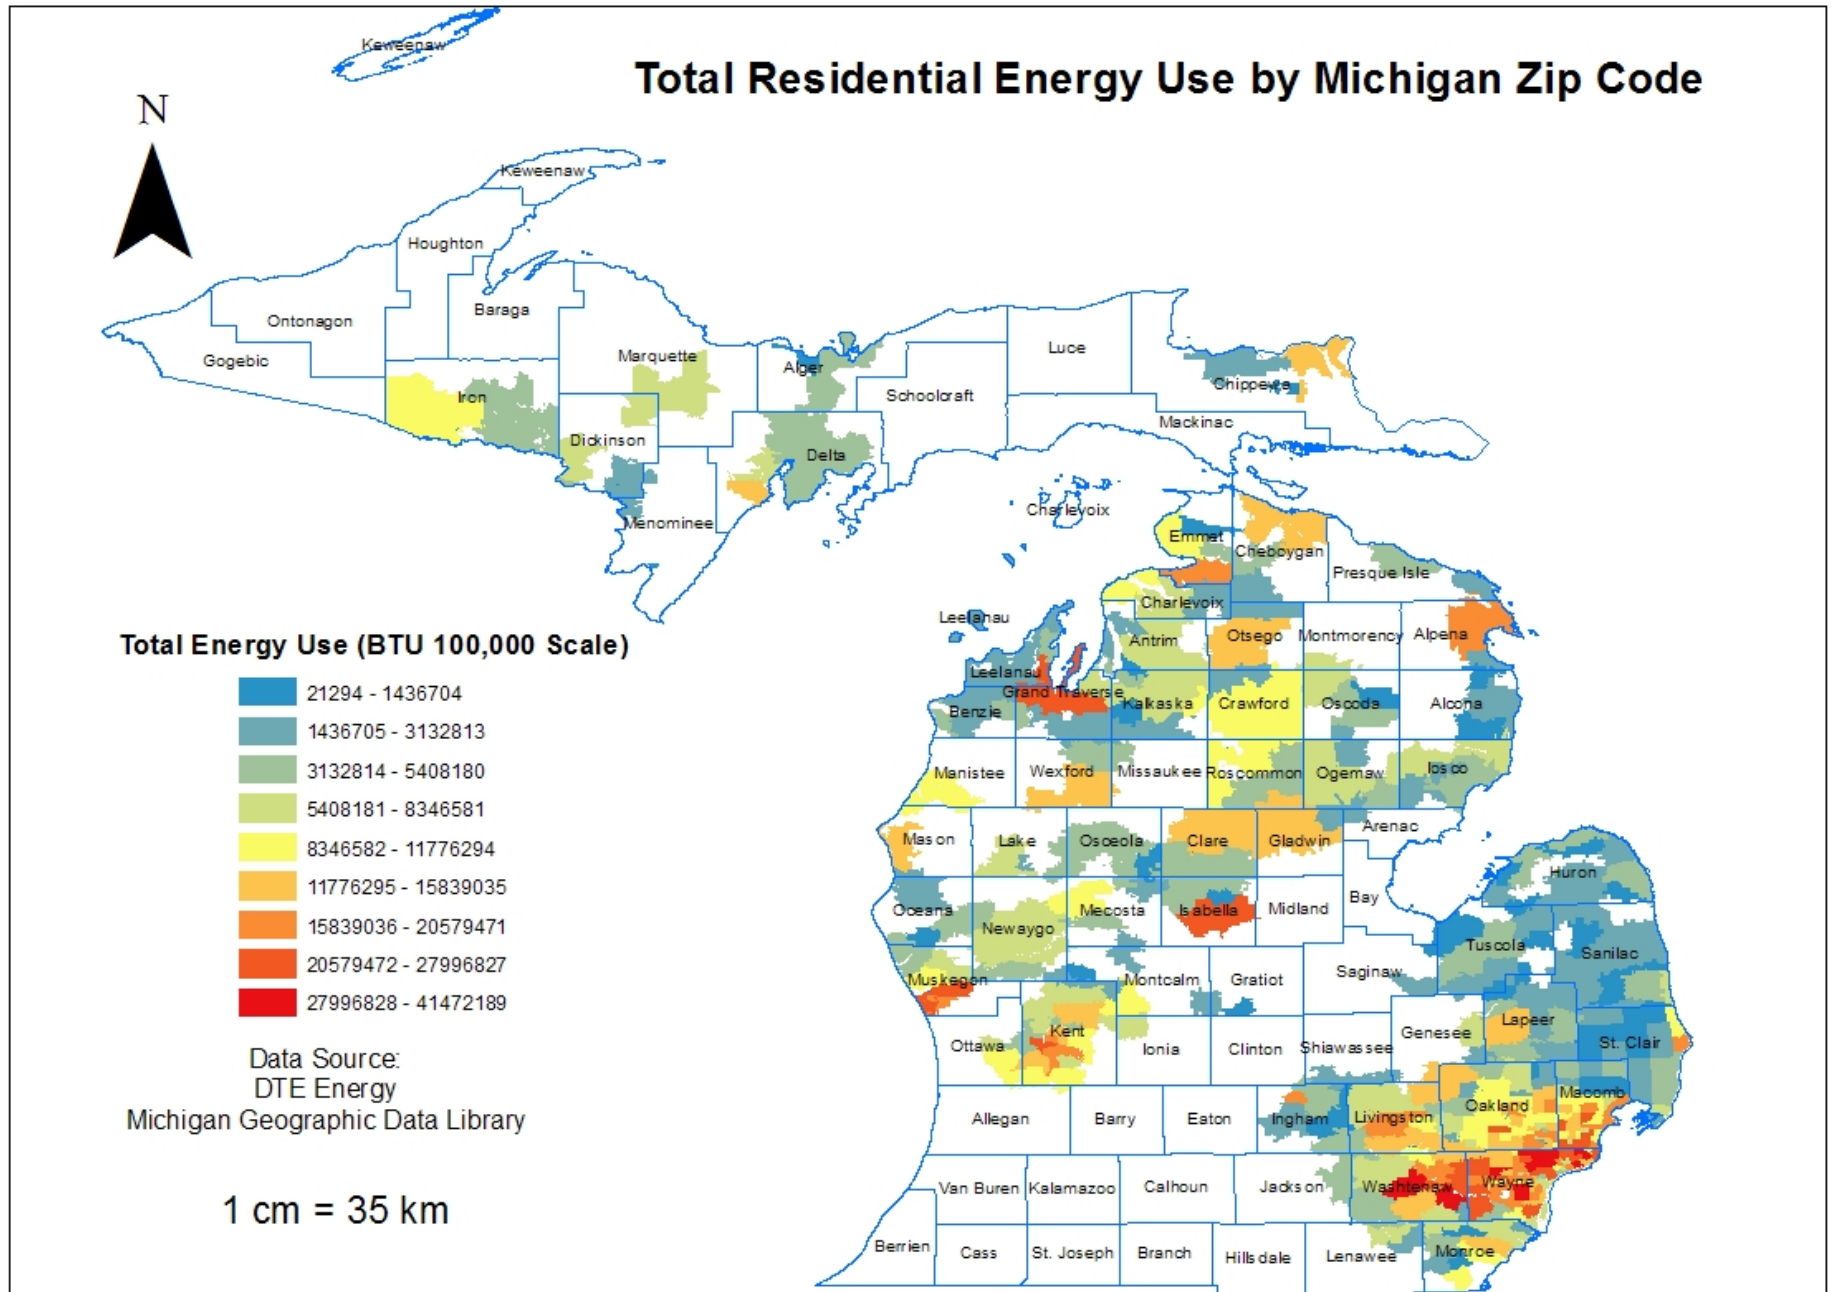 Keweenaw
Total Residential Energy Use by Michigan Zip Code
N
Keweenaw
Houghton
Baraga
Ontonagon
Gogebic
Marquette
Alger
Luce
Chippewa
Schoolcraft
Iron
Mackinac
Dickinson
Delta
Menominee
Charlevoix
Emmet
Cheboygan
Presque Isle
Charlevoix
Leelanau
Antrim
Otsego
Montmorency
Alpena
Leelanau
Grand Traverse
Benzie
Kalkaska
Crawford
Oscoda
Alcona
Manistee
Wexford
Missaukee
Roscommon
Ogemaw
Iosco
Mason
Lake
Osceola
Clare
Gladwin
Arenac
Huron
Oceana
Newaygo
Mecosta
Isabella
Midland
Bay
Tuscola
Sanilac
Muskegon
Montcalm
Gratiot
Saginaw
Kent
Lapeer
Genesee
St. Clair
Ottawa
Ionia
Clinton
Shiawassee
Macomb
Oakland
Allegan
Barry
Eaton
Ingham
Livingston
Van Buren
Kalamazoo
Calhoun
Jackson
Washtenaw
Wayne
Berrien
Cass
St. Joseph
Branch
Hillsdale
Lenawee
Monroe
Total Energy Use (BTU 100,000 Scale)
21294 - 1436704
1436705 - 3132813
3132814 - 5408180
5408181 - 8346581
8346582 - 11776294
11776295 - 15839035
15839036 - 20579471
20579472 - 27996827
27996828 - 41472189
Data Source:
DTE Energy
Michigan Geographic Data Library
1 cm = 35 km